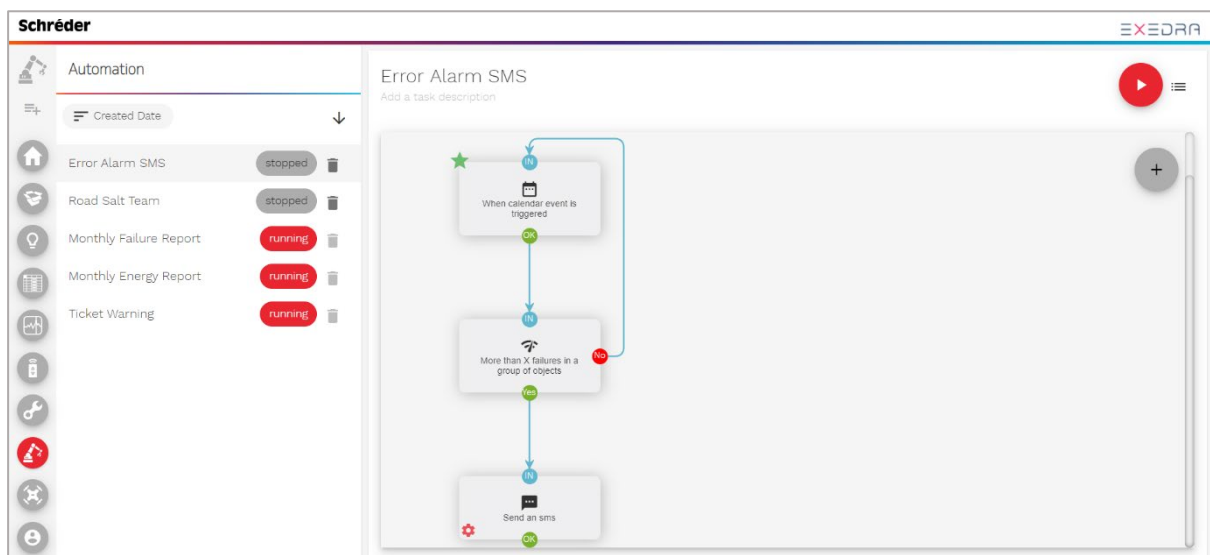 Schréder
EXEDRA
Automation
Created Date
Error Alarm SMS
stopped
Road Salt Team
stopped
Monthly Failure Report
running
Monthly Energy Report
running
Ticket Warning
running
Error Alarm SMS
Add a task description
IN
When calendar event is
triggered
OK
IN
More than X failures in a
group of objects
No
Yes
IN
Send an sms
OK